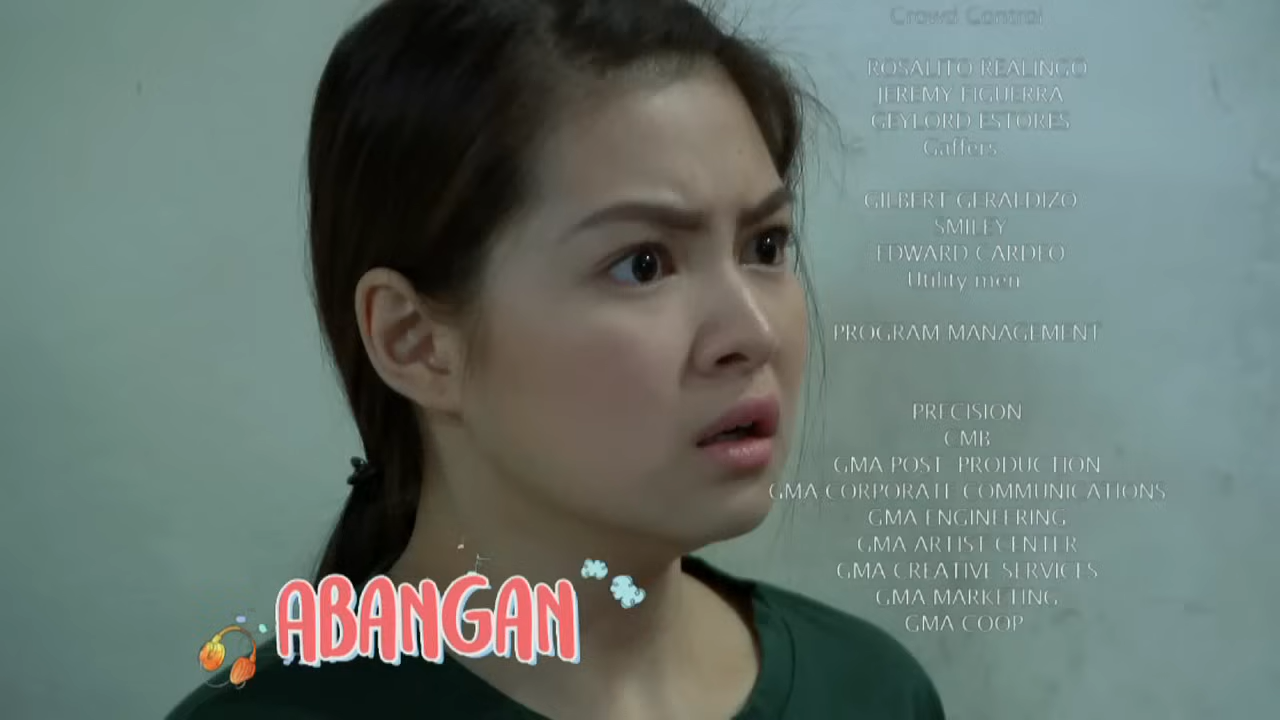 Crowd Control
ROSALITO REALINGO
JEREMY FIGUERRA
GEYLORD ESTORES
Gaffers
GILBERT GERALDIZO
SMILEY
EDWARD CARDEO
Utility men
PROGRAM MANAGEMENT
PRECISION
CMB
GMA POST PRODUCTION
GMA CORPORATE COMMUNICATIONS
GMA ENGINEERING
GMA ARTIST CENTER
GMA CREATIVE SERVICES
GMA MARKETING
GMA COOP
ABANGAN